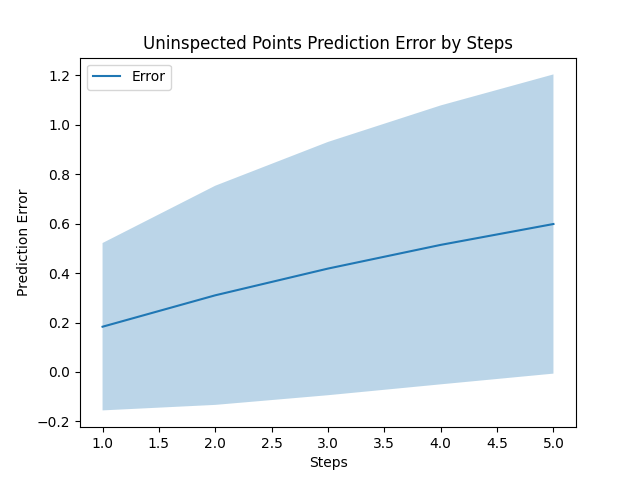 Uninspected Points Prediction Error by Steps
Error
Prediction Error
1.2
1.0
0.8
0.6
0.4
0.2
0.0
−0.2
1.0 1.5 2.0 2.5 3.0 3.5 4.0 4.5 5.0
Steps